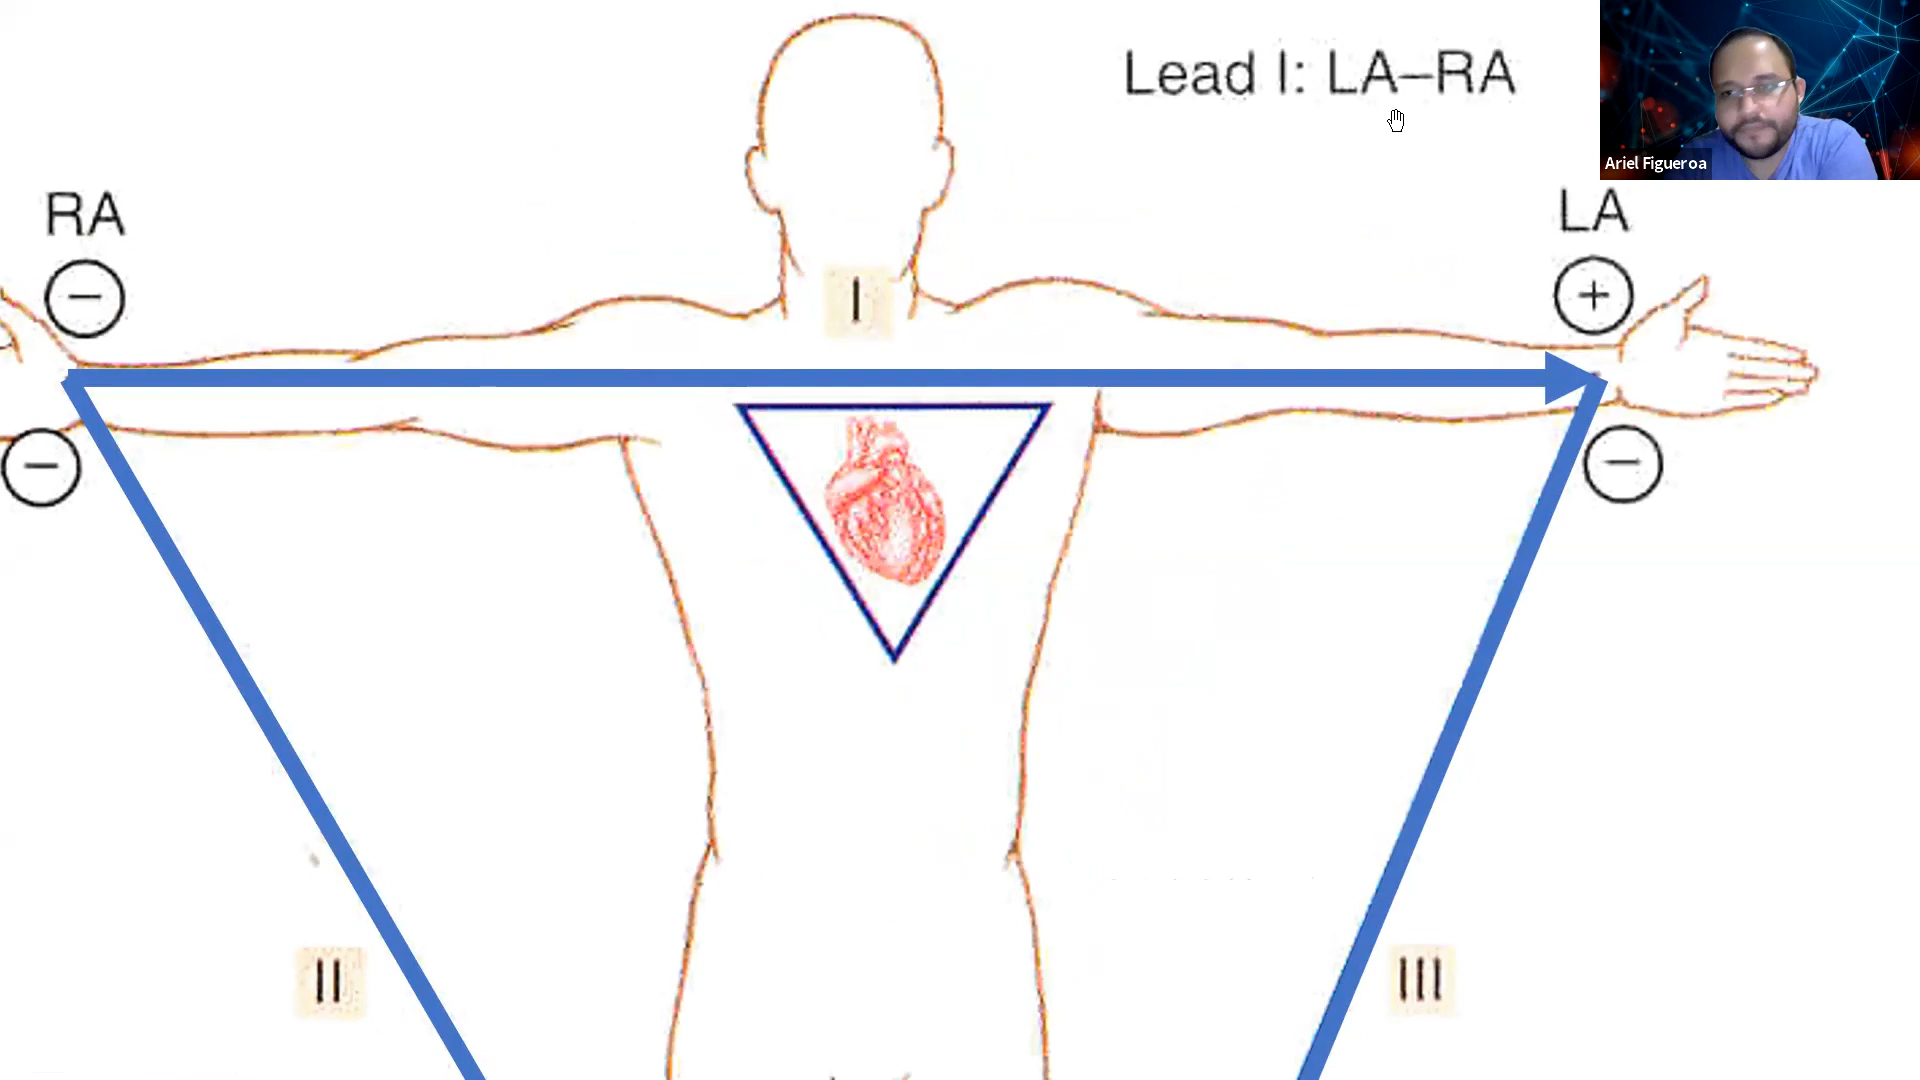 Lead I: LA–RA
Ariel Figueroa
RA
LA
−
+
I
−
−
II
III